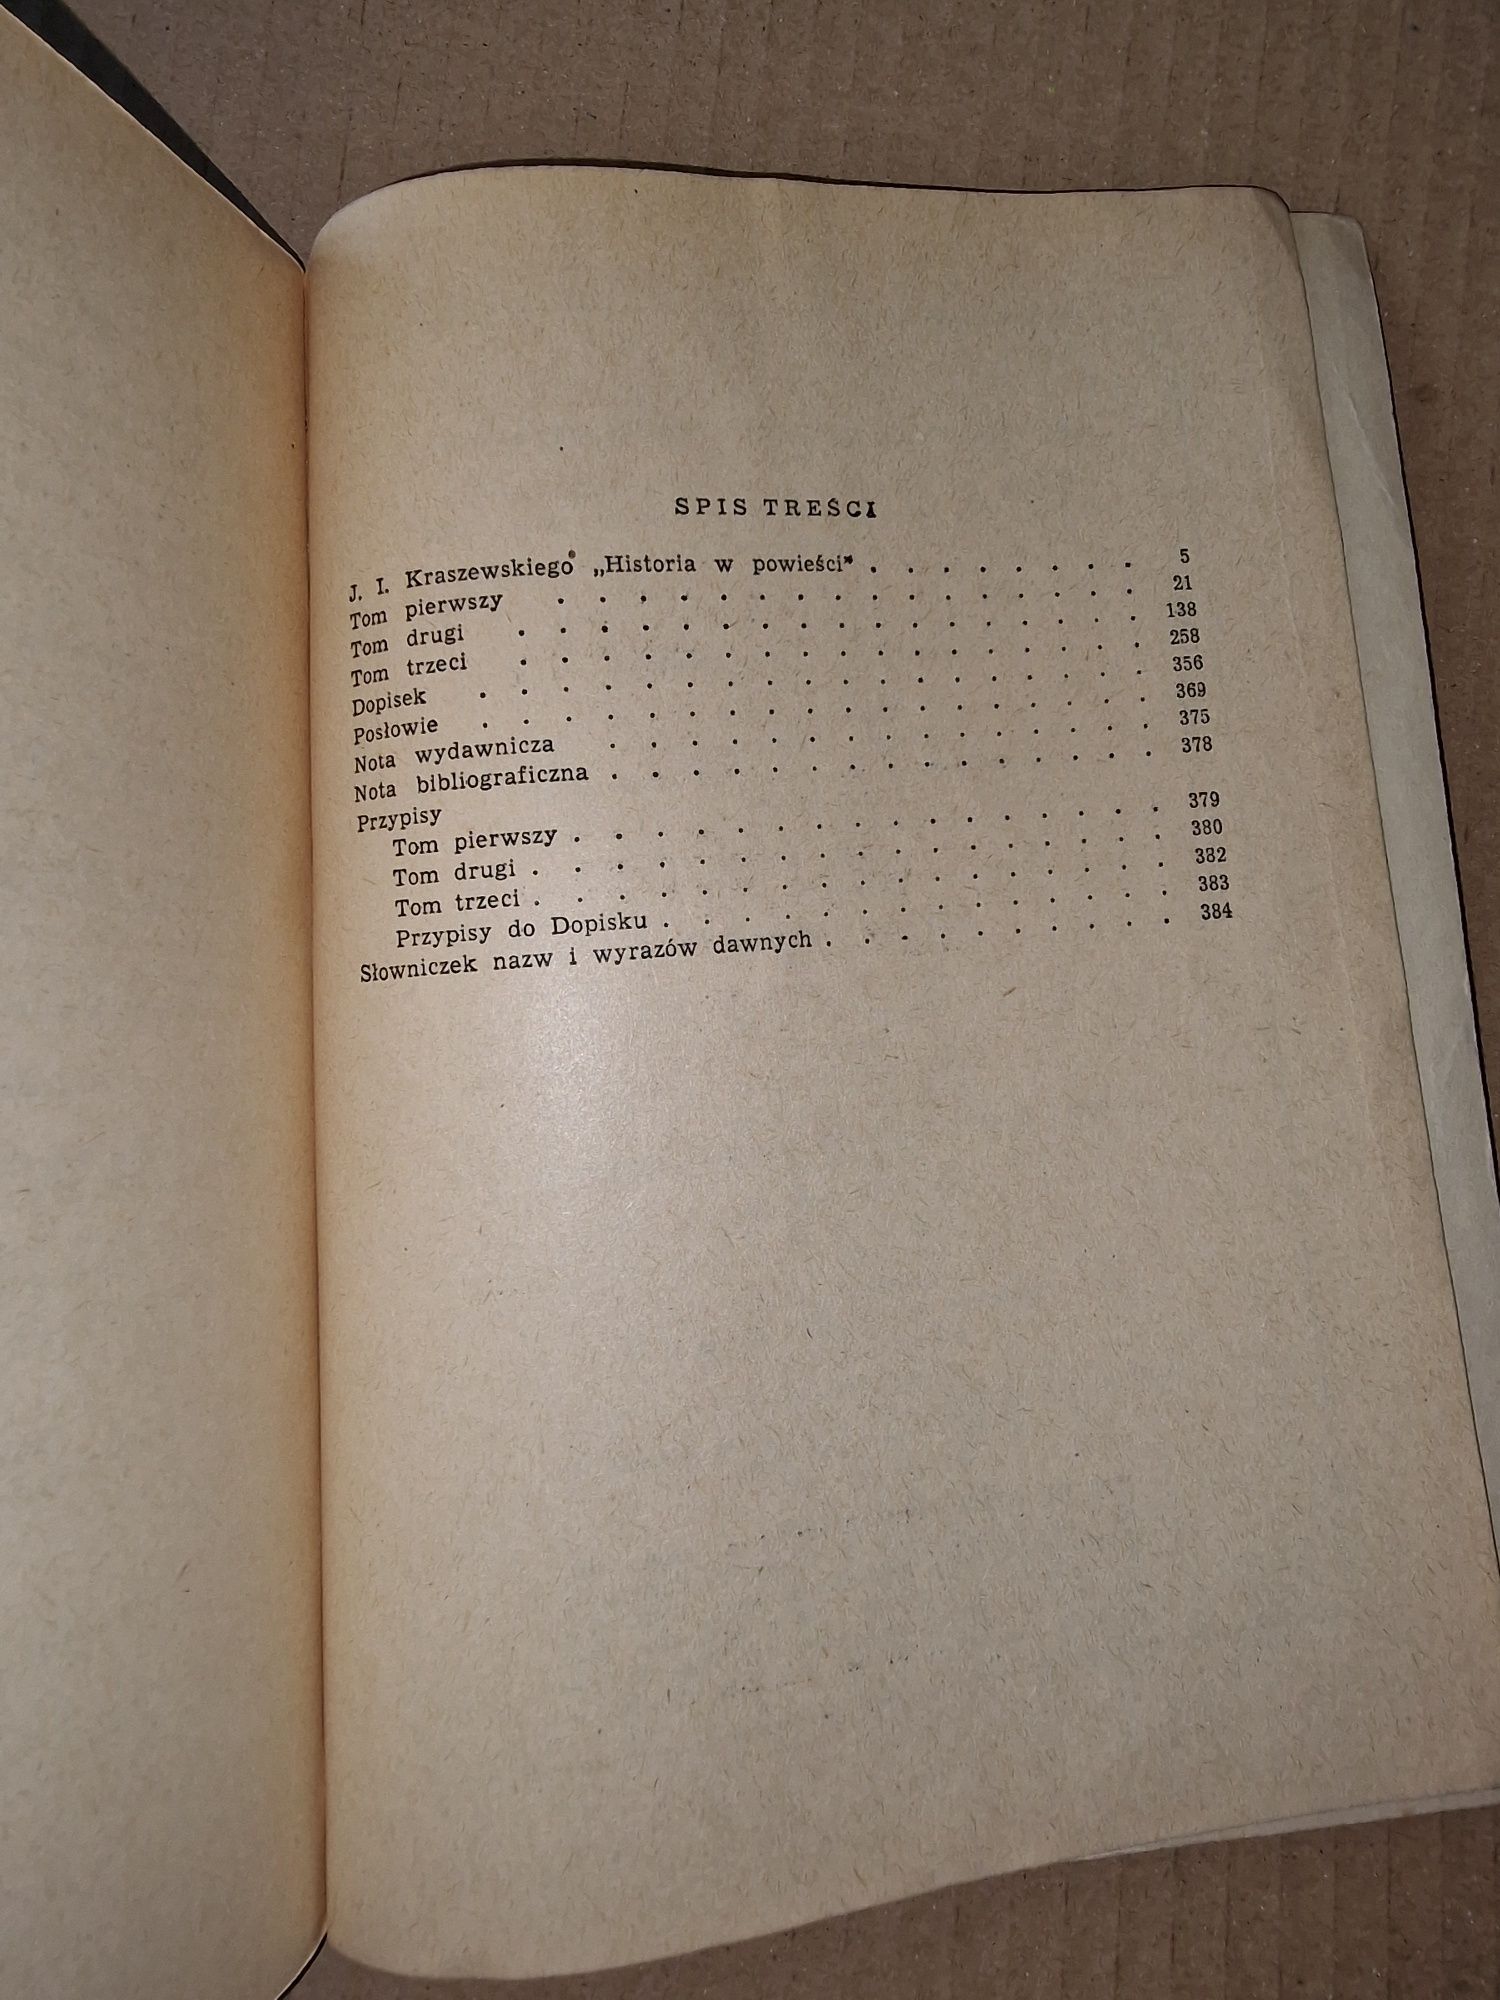 SPIS TREŚCI
J. I. Kraszewskiego „Historia w powieści” . . . . . . . . 5
Tom pierwszy . . . . . . . . . . . . . . . 21
Tom drugi . . . . . . . . . . . . . . . . 138
Tom trzeci . . . . . . . . . . . . . . . . 258
Dopisek . . . . . . . . . . . . . . . . . 356
Posłowie . . . . . . . . . . . . . . . . . 369
Nota wydawnicza . . . . . . . . . . . . . . 375
Nota bibliograficzna . . . . . . . . . . . . . . 378
Przypisy
Tom pierwszy . . . . . . . . . . . . . . . 379
Tom drugi . . . . . . . . . . . . . . . . 380
Tom trzeci . . . . . . . . . . . . . . . . 382
Przypisy do Dopisku . . . . . . . . . . . . . 383
Słowniczek nazw i wyrazów dawnych . . . . . . . . . 384